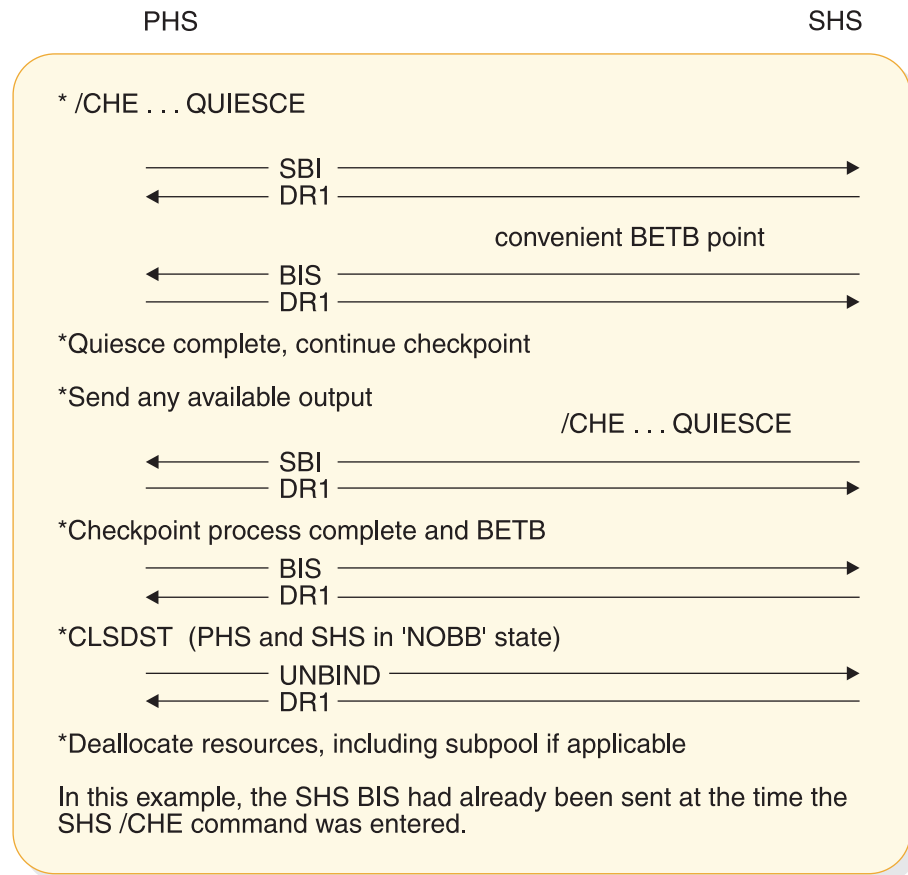 PHS SHS
* /CHE . . . QUIESCE
SBI
DR1
convenient BETB point
BIS
DR1
*Quiesce complete, continue checkpoint
*Send any available output
/CHE . . . QUIESCE
SBI
DR1
*Checkpoint process complete and BETB
BIS
DR1
*CLSDST (PHS and SHS in 'NOBB' state)
UNBIND
DR1
*Deallocate resources, including subpool if applicable
In this example, the SHS BIS had already been sent at the time the
SHS /CHE command was entered.